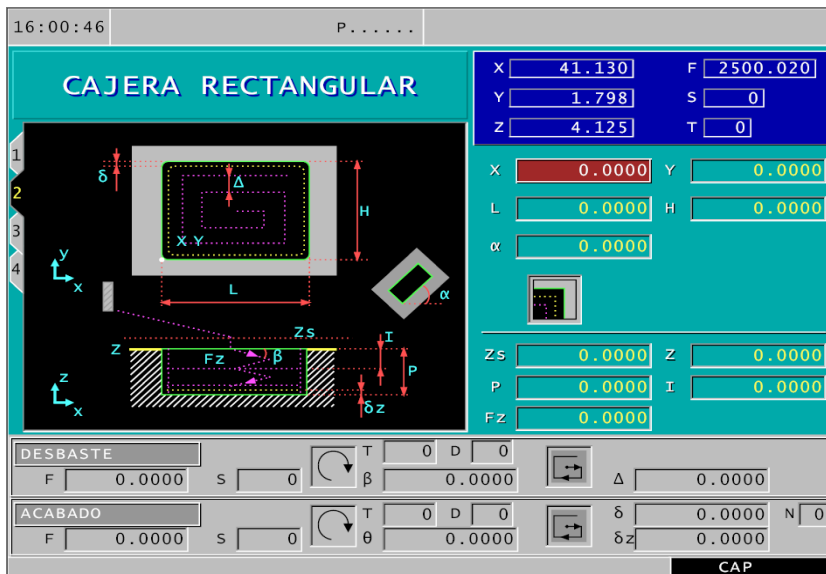 16:00:46 P......
CAJERA RECTANGULAR
X 41.130 F 2500.020
Y 1.798 S 0
Z 4.125 T 0
1
2
3
4
δ Δ H
X Y
y
x
L α
Z Zs I
Fz β P
z
x
δz
X 0.0000 Y 0.0000
L 0.0000 H 0.0000
α 0.0000
Zs 0.0000 Z 0.0000
P 0.0000 I 0.0000
Fz 0.0000
DESBASTE T 0 D 0
F 0.0000 S 0 β 0.0000 Δ 0.0000
ACABADO T 0 D 0 δ 0.0000 N 0
F 0.0000 S 0 θ 0.0000 δz 0.0000
CAP